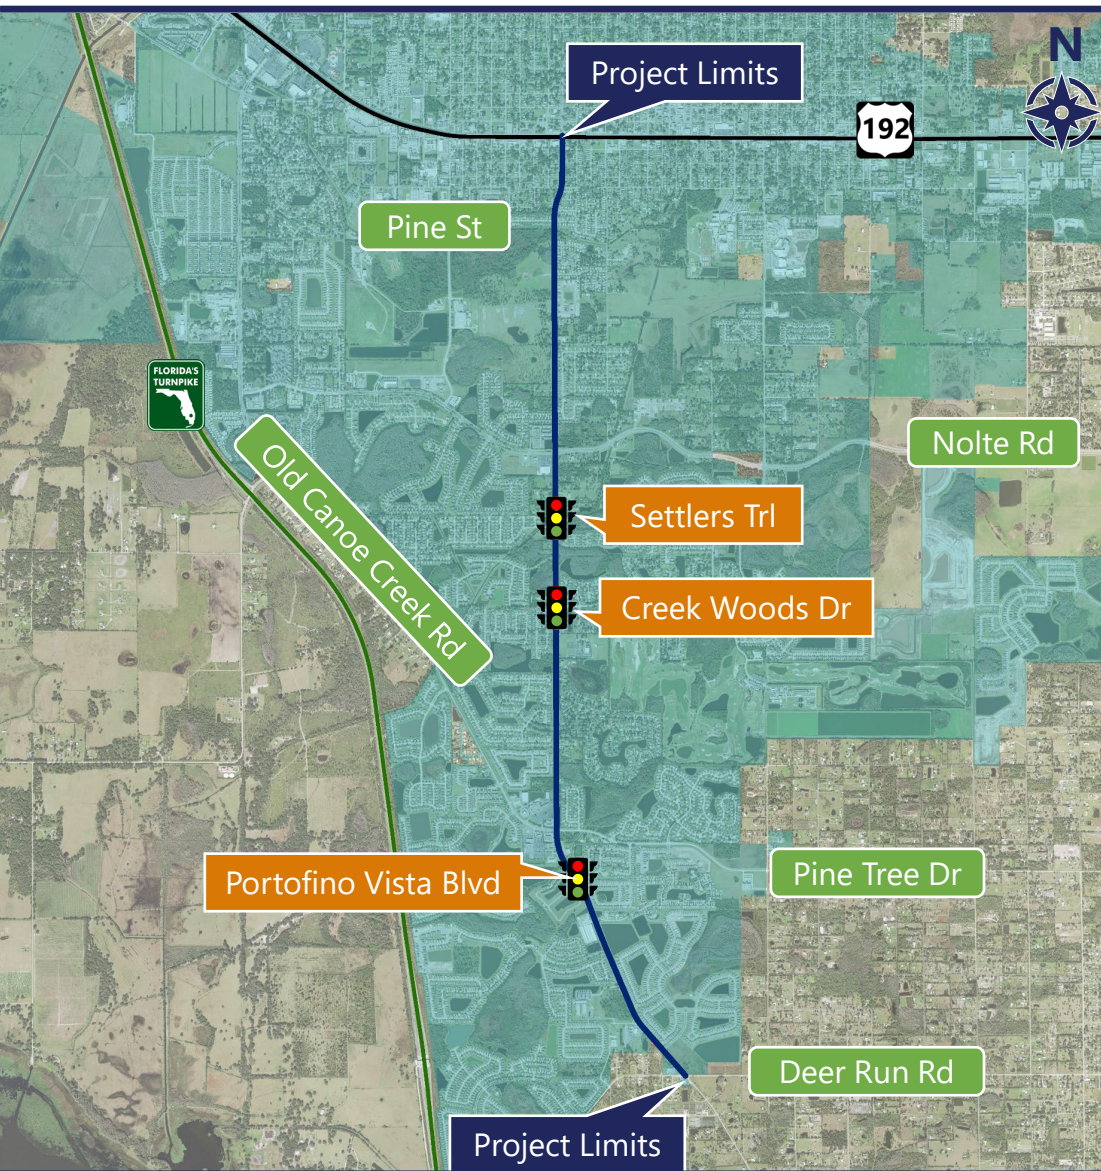 N
Project Limits
192
Pine St
FLORIDA'S
TURNPIKE
Nolte Rd
Old Canoe Creek Rd
Settlers Trl
Creek Woods Dr
Portofino Vista Blvd
Pine Tree Dr
Deer Run Rd
Project Limits